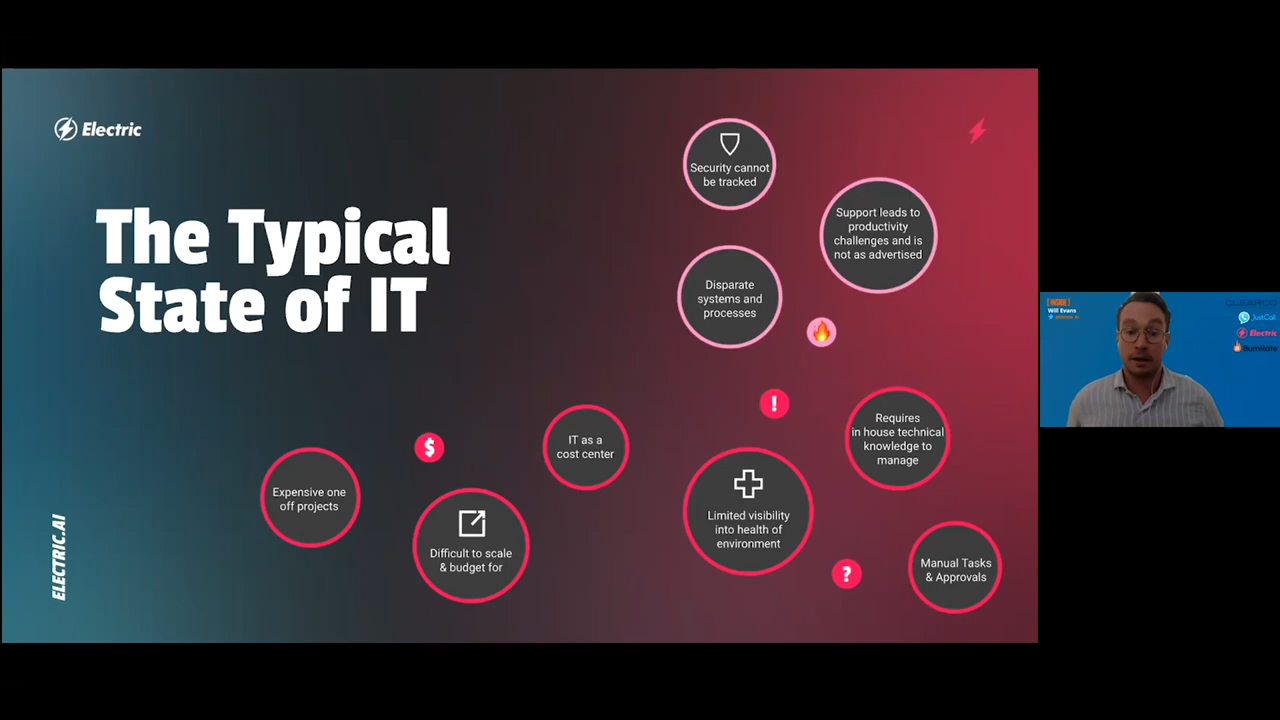 Electric
The Typical
State of IT
ELECTRIC.AI
Security cannot
be tracked
Support leads to
productivity
challenges and is
not as advertised
Disparate
systems and
processes
!
Requires
in house technical
knowledge to
manage
IT as a
cost center
$
Expensive one
off projects
Difficult to scale
& budget for
Limited visibility
into health of
environment
?
Manual Tasks
& Approvals
[INSIDE]
Will Evans
CLEARCO
JustCall
Electric
BurnRate